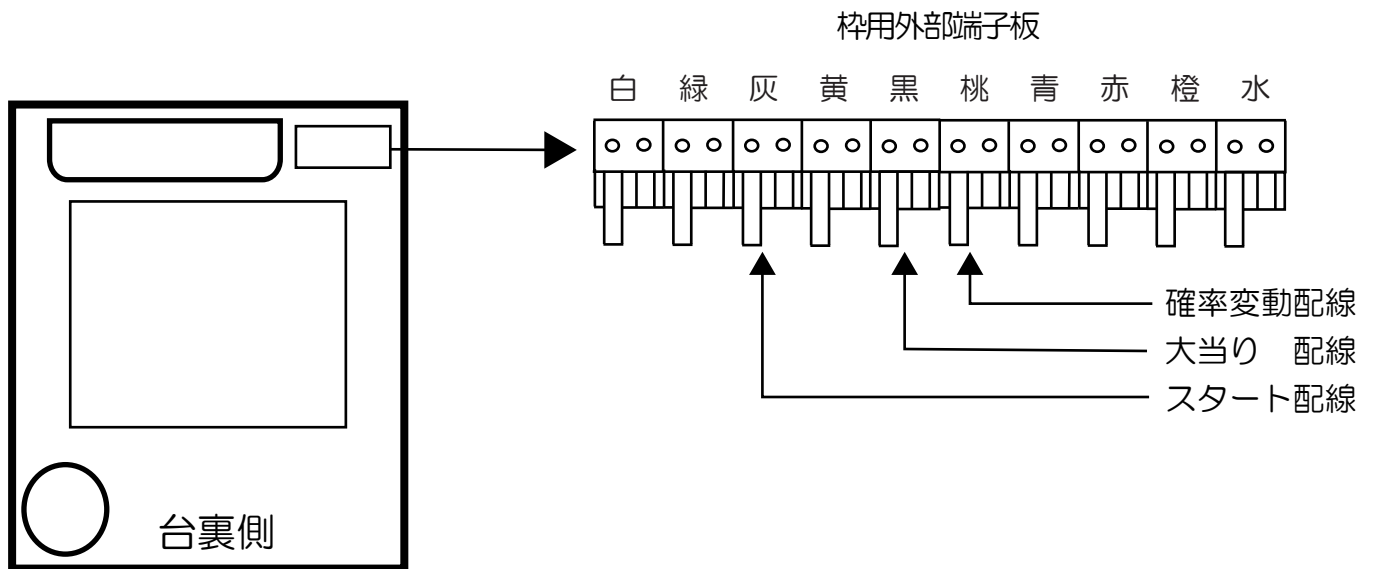 枠用外部端子板
白 緑 灰 黄 黒 桃 青 赤 橙 水
確率変動配線
大当り 配線
スタート配線
台裏側